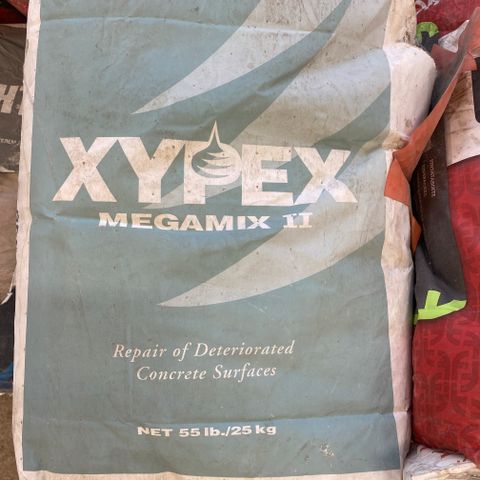 XYPEX
MEGAMIX II
Repair of Deteriorated
Concrete Surfaces
NET 55 lb./25 kg